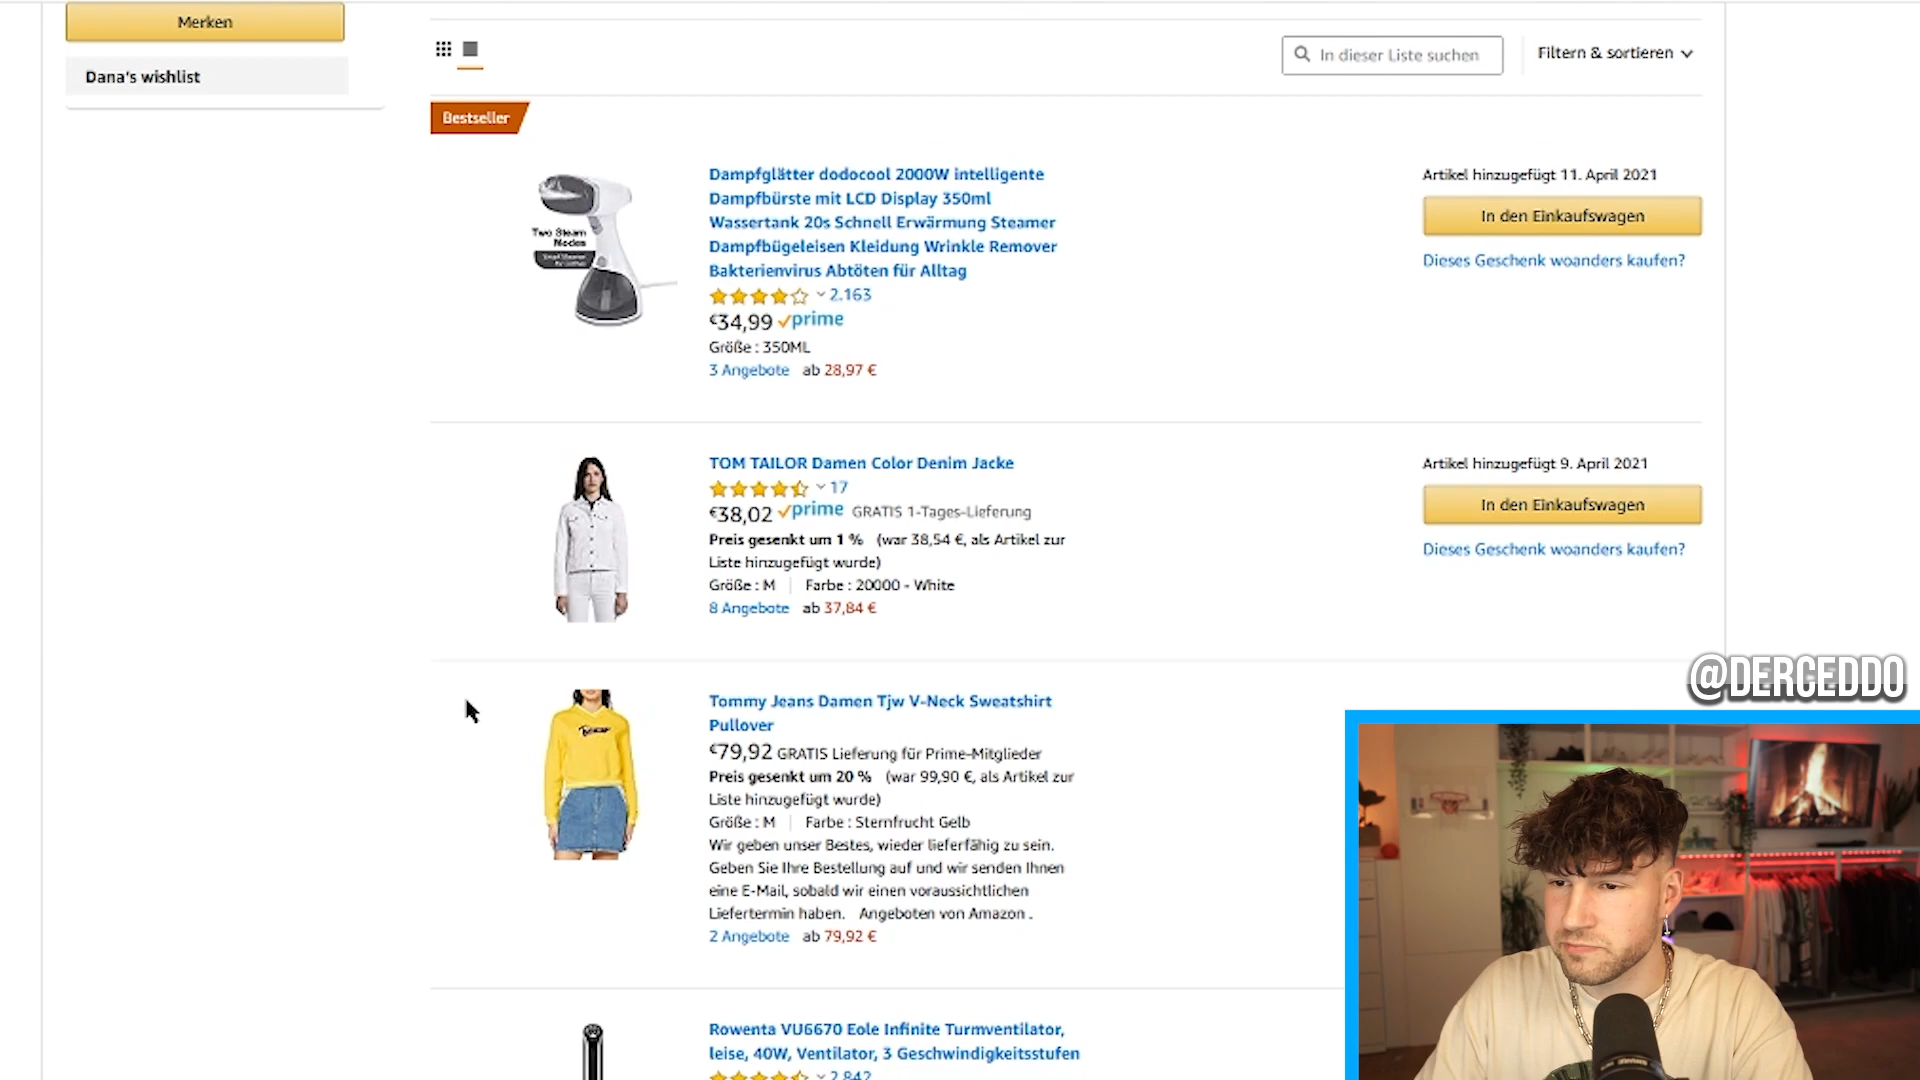 Merken
Dana's wishlist
In dieser Liste suchen
Filtern & sortieren
Bestseller
Two Steam
Modes
Dampfglätter dodocool 2000W intelligente
Dampfbürste mit LCD Display 350ml
Wassertank 20s Schnell Erwärmung Steamer
Dampfbügeleisen Kleidung Wrinkle Remover
Bakterienvirus Abtöten für Alltag
2.163
€34,99 prime
Größe : 350ML
3 Angebote ab 28,97 €
Artikel hinzugefügt 11. April 2021
In den Einkaufswagen
Dieses Geschenk woanders kaufen?
TOM TAILOR Damen Color Denim Jacke
17
€38,02 prime GRATIS 1-Tages-Lieferung
Preis gesenkt um 1 % (war 38,54 €, als Artikel zur
Liste hinzugefügt wurde)
Größe : M Farbe : 20000 - White
8 Angebote ab 37,84 €
Artikel hinzugefügt 9. April 2021
In den Einkaufswagen
Dieses Geschenk woanders kaufen?
Tommy Jeans Damen Tjw V-Neck Sweatshirt
Pullover
€79,92 GRATIS Lieferung für Prime-Mitglieder
Preis gesenkt um 20 % (war 99,90 €, als Artikel zur
Liste hinzugefügt wurde)
Größe : M Farbe : Sternfrucht Gelb
Wir geben unser Bestes, wieder lieferfähig zu sein.
Geben Sie Ihre Bestellung auf und wir senden Ihnen
eine E-Mail, sobald wir einen voraussichtlichen
Liefertermin haben. Angeboten von Amazon .
2 Angebote ab 79,92 €
@DERCEDDO
Rowenta VU6670 Eole Infinite Turmventilator,
leise, 40W, Ventilator, 3 Geschwindigkeitsstufen
2.842